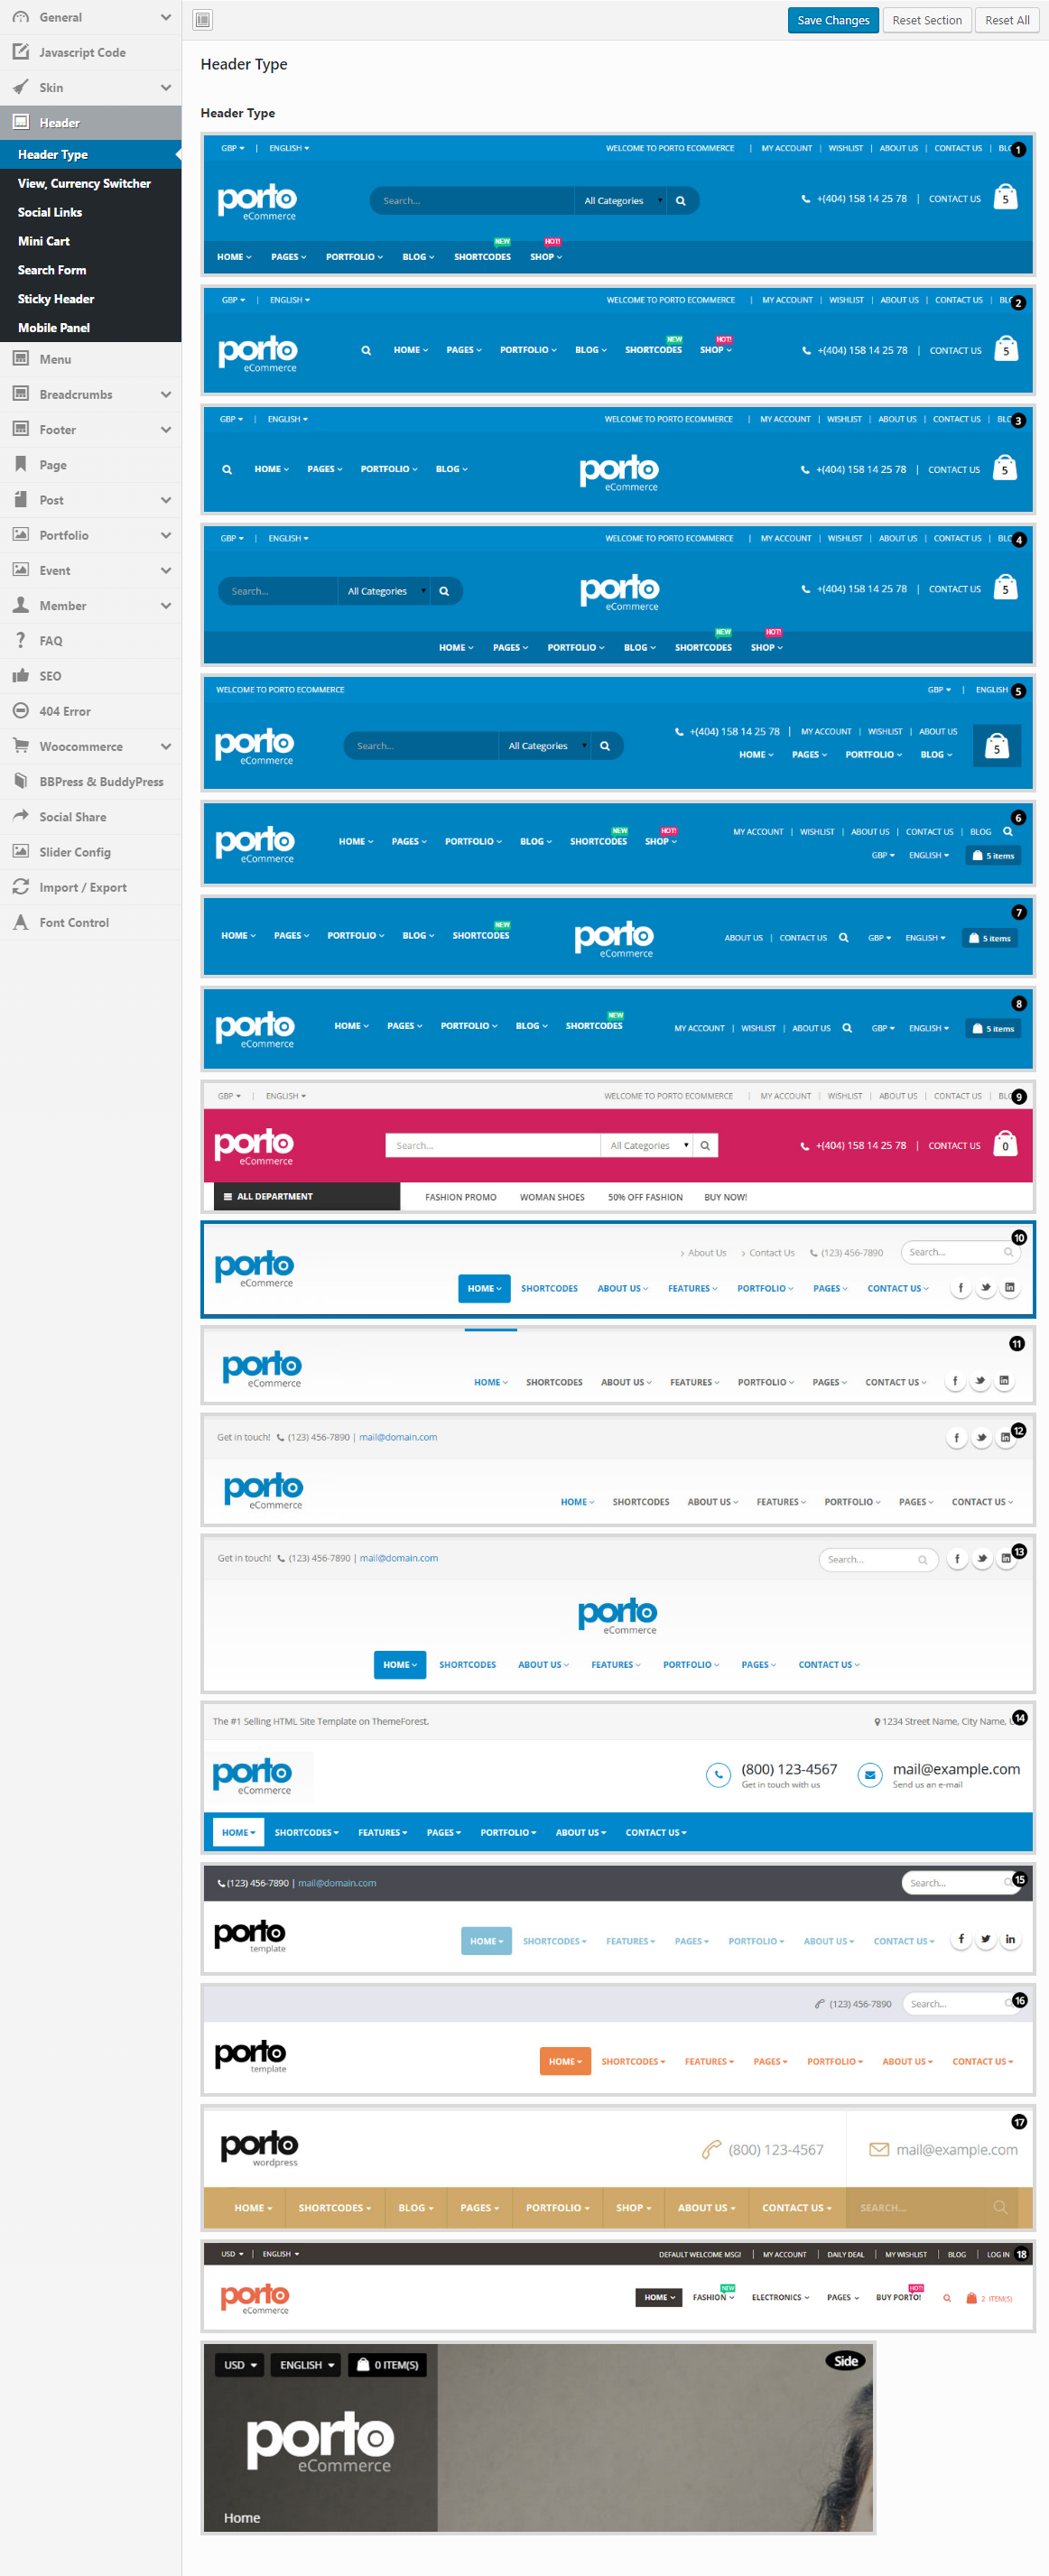 General
Javascript Code
Skin
Header
Header Type
View, Currency Switcher
Social Links
Mini Cart
Search Form
Sticky Header
Mobile Panel
Menu
Breadcrumbs
Footer
Page
Post
Portfolio
Event
Member
FAQ
SEO
404 Error
Woocommerce
BBPress & BuddyPress
Social Share
Slider Config
Import / Export
Font Control
Save Changes Reset Section Reset All
Header Type
Header Type
GBP | ENGLISH WELCOME TO PORTO ECOMMERCE | MY ACCOUNT | WISHLIST | ABOUT US | CONTACT US | 1
porto eCommerce Search... All Categories +(404) 158 14 25 78 | CONTACT US 5
NEW HOT!
HOME PAGES PORTFOLIO BLOG SHORTCODES SHOP
GBP | ENGLISH WELCOME TO PORTO ECOMMERCE | MY ACCOUNT | WISHLIST | ABOUT US | CONTACT US | 2
NEW HOT!
porto eCommerce HOME PAGES PORTFOLIO BLOG SHORTCODES SHOP +(404) 158 14 25 78 | CONTACT US 5
GBP | ENGLISH WELCOME TO PORTO ECOMMERCE | MY ACCOUNT | WISHLIST | ABOUT US | CONTACT US | 3
HOME PAGES PORTFOLIO BLOG porto eCommerce +(404) 158 14 25 78 | CONTACT US 5
GBP | ENGLISH WELCOME TO PORTO ECOMMERCE | MY ACCOUNT | WISHLIST | ABOUT US | CONTACT US | 4
Search... All Categories porto eCommerce +(404) 158 14 25 78 | CONTACT US 5
NEW HOT!
HOME PAGES PORTFOLIO BLOG SHORTCODES SHOP
WELCOME TO PORTO ECOMMERCE GBP | ENGLISH 5
porto eCommerce Search... All Categories +(404) 158 14 25 78 | MY ACCOUNT | WISHLIST | ABOUT US 5
HOME PAGES PORTFOLIO BLOG
6
NEW HOT!
porto eCommerce HOME PAGES PORTFOLIO BLOG SHORTCODES SHOP MY ACCOUNT | WISHLIST | ABOUT US | CONTACT US | BLOG
GBP ENGLISH 5 items
7
NEW
HOME PAGES PORTFOLIO BLOG SHORTCODES porto eCommerce ABOUT US | CONTACT US GBP ENGLISH 5 items
8
NEW
porto eCommerce HOME PAGES PORTFOLIO BLOG SHORTCODES MY ACCOUNT | WISHLIST | ABOUT US GBP ENGLISH 5 items
GBP | ENGLISH WELCOME TO PORTO ECOMMERCE | MY ACCOUNT | WISHLIST | ABOUT US | CONTACT US | 9
porto eCommerce Search... All Categories +(404) 158 14 25 78 | CONTACT US 0
ALL DEPARTMENT FASHION PROMO WOMAN SHOES 50% OFF FASHION BUY NOW!
10
porto eCommerce About Us Contact Us (123) 456-7890 Search...
HOME SHORTCODES ABOUT US FEATURES PORTFOLIO PAGES CONTACT US
11
porto eCommerce HOME SHORTCODES ABOUT US FEATURES PORTFOLIO PAGES CONTACT US
Get in touch! (123) 456-7890 | mail@domain.com 12
porto eCommerce HOME SHORTCODES ABOUT US FEATURES PORTFOLIO PAGES CONTACT US
Get in touch! (123) 456-7890 | mail@domain.com Search... 13
porto eCommerce
HOME SHORTCODES ABOUT US FEATURES PORTFOLIO PAGES CONTACT US
The #1 Selling HTML Site Template on ThemeForest. 1234 Street Name, City Name, 14
porto eCommerce (800) 123-4567 mail@example.com
Get in touch with us Send us an e-mail
HOME SHORTCODES FEATURES PAGES PORTFOLIO ABOUT US CONTACT US
(123) 456-7890 | mail@domain.com Search... 15
porto template HOME SHORTCODES FEATURES PAGES PORTFOLIO ABOUT US CONTACT US
(123) 456-7890 Search... 16
porto template HOME SHORTCODES FEATURES PAGES PORTFOLIO ABOUT US CONTACT US
17
porto wordpress (800) 123-4567 mail@example.com
HOME SHORTCODES BLOG PAGES PORTFOLIO SHOP ABOUT US CONTACT US SEARCH...
USD | ENGLISH DEFAULT WELCOME MSG! | MY ACCOUNT | DAILY DEAL | MY WISHLIST | BLOG | LOG IN 18
NEW HOT!
porto eCommerce HOME FASHION ELECTRONICS PAGES BUY PORTO! 2 ITEM(S)
USD ENGLISH 0 ITEM(S) Side
porto eCommerce
Home